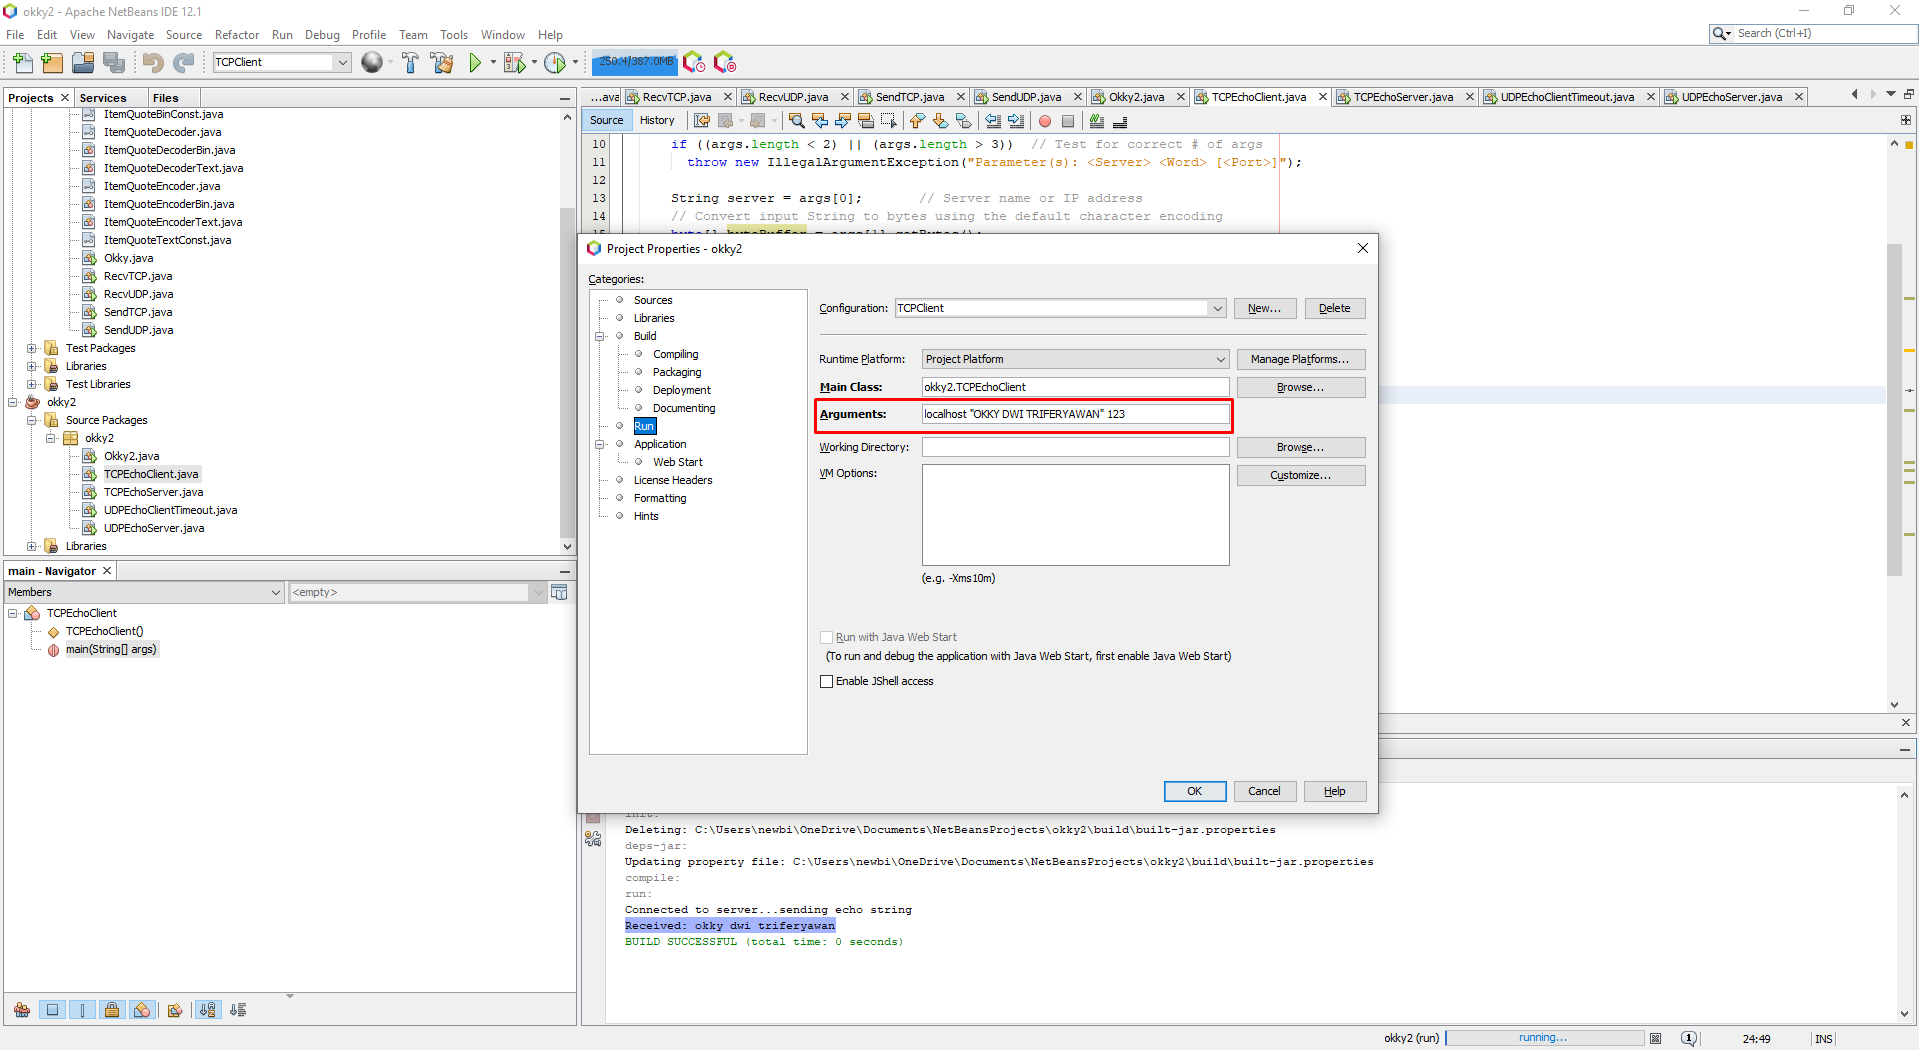 okky2 - Apache NetBeans IDE 12.1
File Edit View Navigate Source Refactor Run Debug Profile Team Tools Window Help
Search (Ctrl+I)
TCPClient
250.4/387.0MB
Projects Services Files
ItemQuoteBinConst.java
ItemQuoteDecoder.java
ItemQuoteDecoderBin.java
ItemQuoteDecoderText.java
ItemQuoteEncoder.java
ItemQuoteEncoderBin.java
ItemQuoteEncoderText.java
ItemQuoteTextConst.java
Okky.java
RecvTCP.java
RecvUDP.java
SendTCP.java
SendUDP.java
Test Packages
Libraries
Test Libraries
okky2
Source Packages
okky2
Okky2.java
TCPEchoClient.java
TCPEchoServer.java
UDPEchoClientTimeout.java
UDPEchoServer.java
Libraries
main - Navigator
Members
<empty>
TCPEchoClient
TCPEchoClient()
main(String[] args)
...ava RecvTCP.java RecvUDP.java SendTCP.java SendUDP.java Okky2.java TCPEchoClient.java TCPEchoServer.java UDPEchoClientTimeout.java UDPEchoServer.java
Source History
10 if ((args.length < 2) || (args.length > 3)) // Test for correct # of args
11 throw new IllegalArgumentException("Parameter(s): <Server> <Word> [<Port>]");
12
13 String server = args[0]; // Server name or IP address
14 // Convert input String to bytes using the default character encoding
15 byte[] byteBuffer = args[1].getBytes();
Project Properties - okky2
Categories:
Sources
Libraries
Build
Compiling
Packaging
Deployment
Documenting
Run
Application
Web Start
License Headers
Formatting
Hints
Configuration: TCPClient New... Delete
Runtime Platform: Project Platform Manage Platforms...
Main Class: okky2.TCPEchoClient Browse...
Arguments: localhost "OKKY DWI TRIFERYAWAN" 123
Working Directory: Browse...
VM Options: Customize...
(e.g. -Xms10m)
Run with Java Web Start
(To run and debug the application with Java Web Start, first enable Java Web Start)
Enable JShell access
OK Cancel Help
init:
Deleting: C:\Users\newbi\OneDrive\Documents\NetBeansProjects\okky2\build\built-jar.properties
deps-jar:
Updating property file: C:\Users\newbi\OneDrive\Documents\NetBeansProjects\okky2\build\built-jar.properties
compile:
run:
Connected to server...sending echo string
Received: okky dwi triferyawan
BUILD SUCCESSFUL (total time: 0 seconds)
okky2 (run) running... 1 24:49 INS